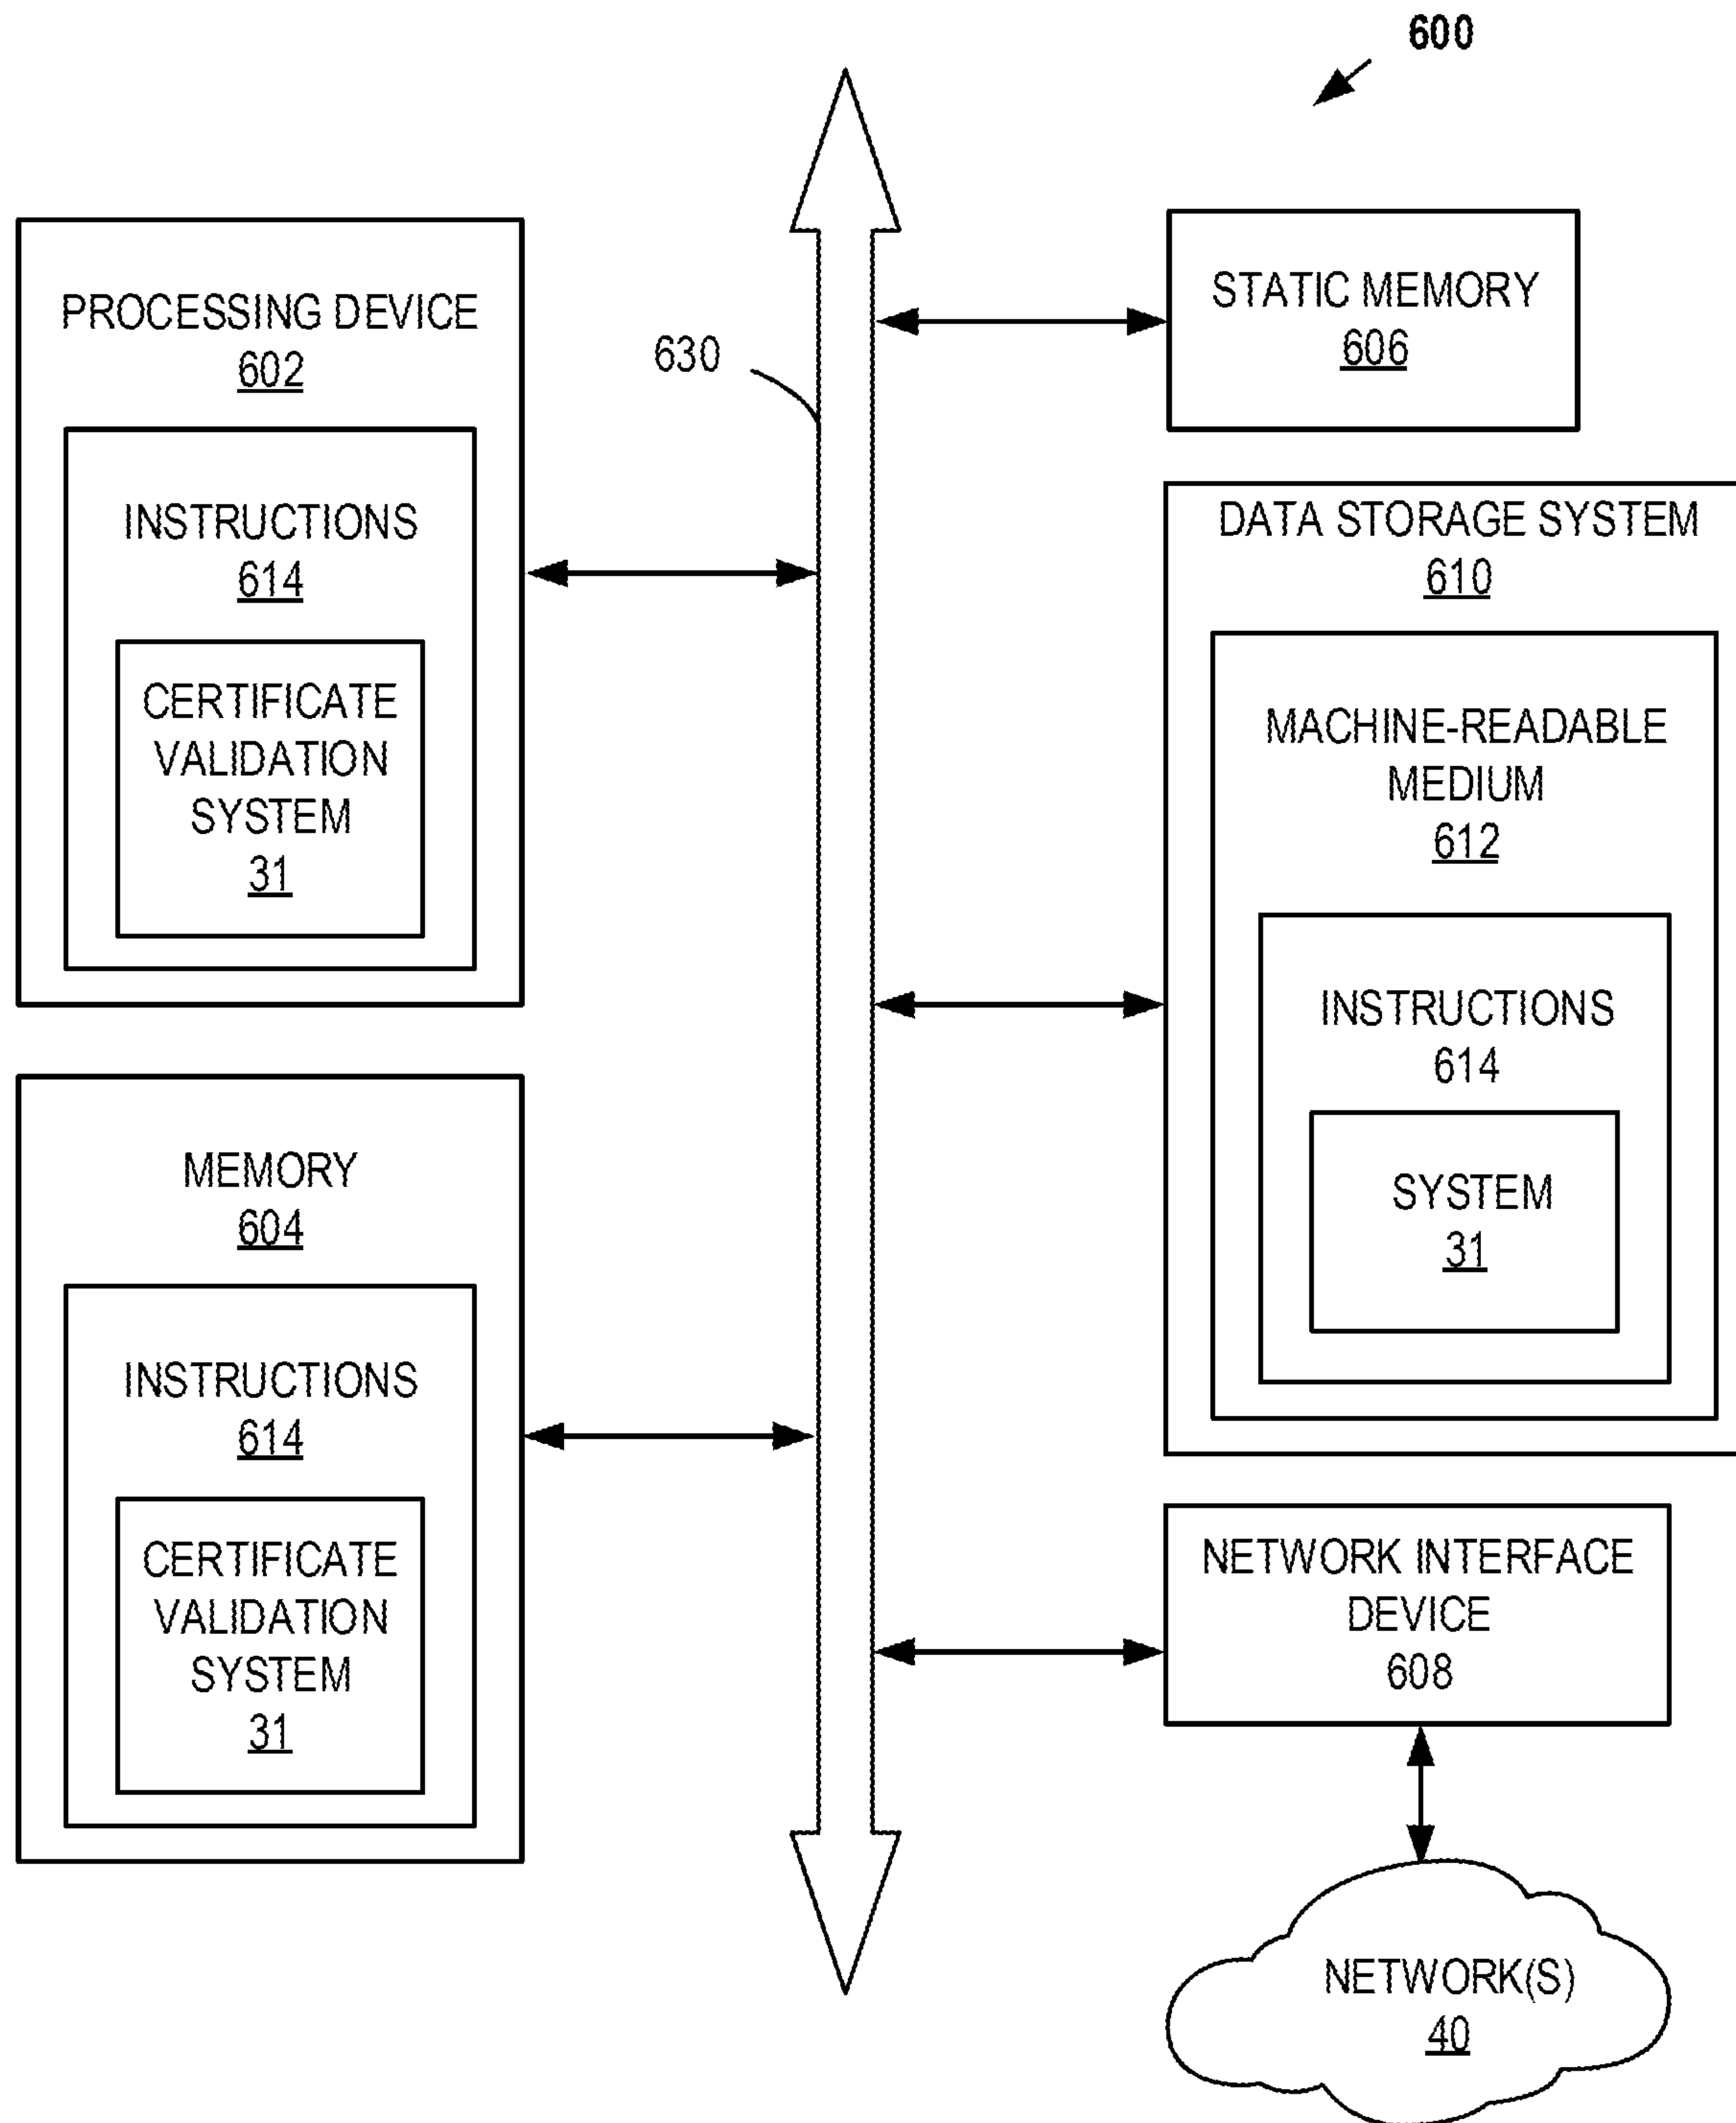 600
PROCESSING DEVICE
602
INSTRUCTIONS
614
CERTIFICATE
VALIDATION
SYSTEM
31
MEMORY
604
INSTRUCTIONS
614
CERTIFICATE
VALIDATION
SYSTEM
31
630
STATIC MEMORY
606
DATA STORAGE SYSTEM
610
MACHINE-READABLE
MEDIUM
612
INSTRUCTIONS
614
SYSTEM
31
NETWORK INTERFACE
DEVICE
608
NETWORK(S)
40